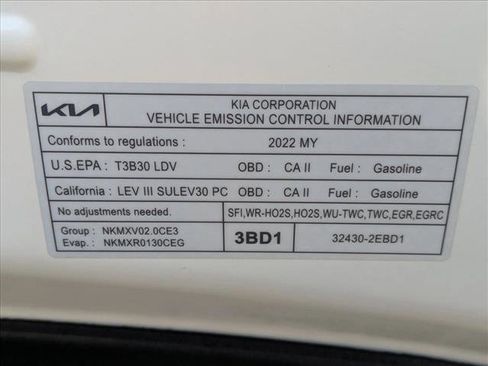 KIA
KIA CORPORATION
VEHICLE EMISSION CONTROL INFORMATION
Conforms to regulations : 2022 MY
U.S.EPA : T3B30 LDV OBD : CA II Fuel : Gasoline
California : LEV III SULEV30 PC OBD : CA II Fuel : Gasoline
No adjustments needed. SFI,WR-HO2S,HO2S,WU-TWC,TWC,EGR,EGRC
Group : NKMXV02.0CE3
Evap. : NKMXR0130CEG
3BD1
32430-2EBD1